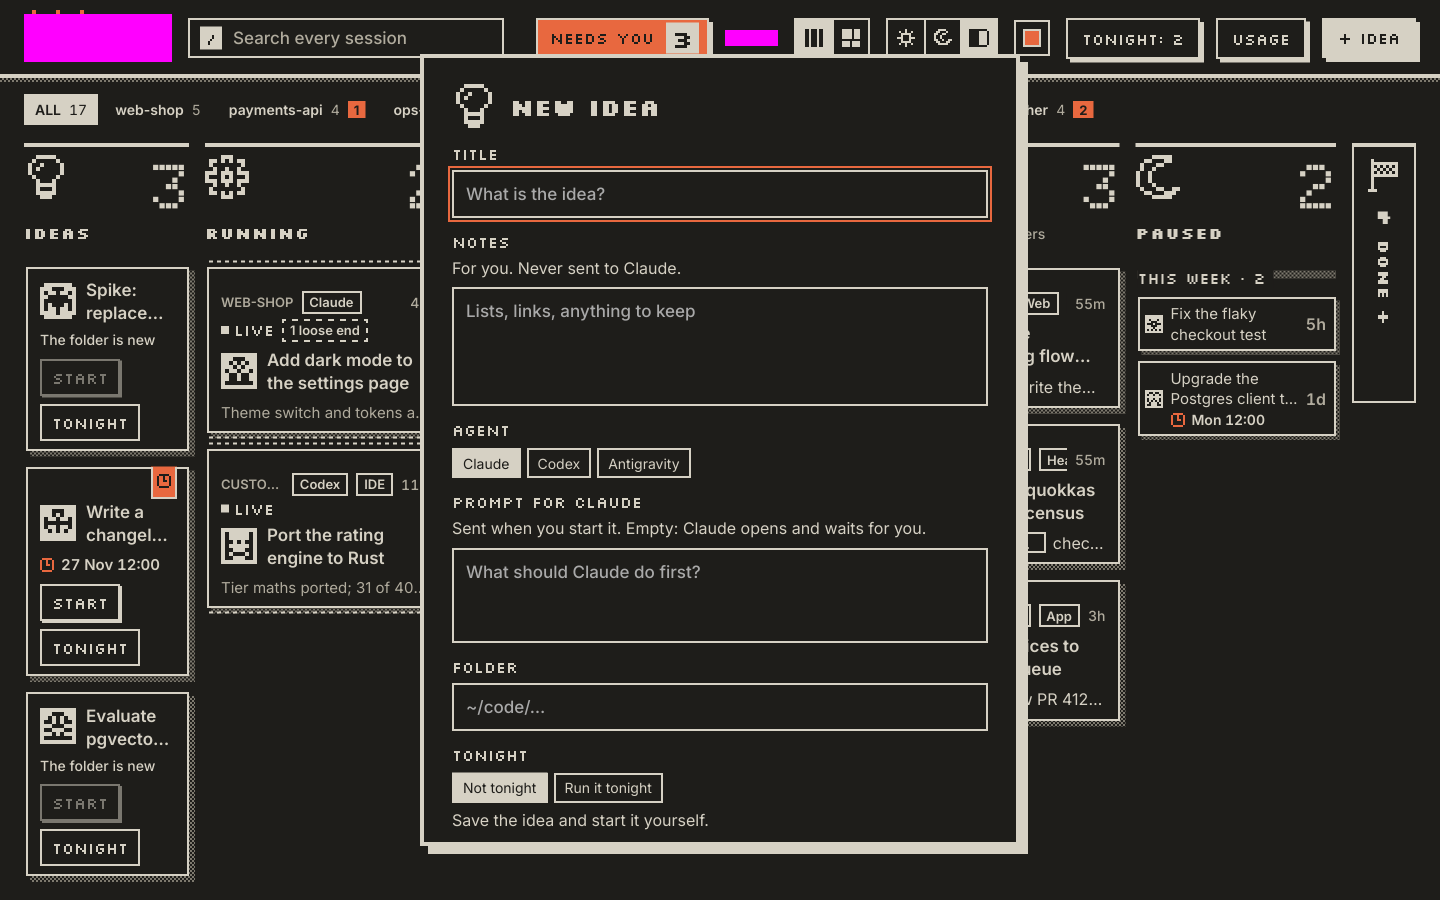 / Search every session
NEEDS YOU 3
TONIGHT: 2
USAGE
+ IDEA
ALL 17
web-shop 5
payments-api 4 1
ops-
her 4 2
3
IDEAS
Spike:
replace...
The folder is new
START
TONIGHT
Write a
changel...
27 Nov 12:00
START
TONIGHT
Evaluate
pgvecto...
The folder is new
START
TONIGHT
RUNNING
WEB-SHOP Claude 4
LIVE 1 loose end
Add dark mode to
the settings page
Theme switch and tokens a..
CUSTO... Codex IDE 11
LIVE
Port the rating
engine to Rust
Tier maths ported; 31 of 40..
NEW IDEA
TITLE
What is the idea?
NOTES
For you. Never sent to Claude.
Lists, links, anything to keep
AGENT
Claude Codex Antigravity
PROMPT FOR CLAUDE
Sent when you start it. Empty: Claude opens and waits for you.
What should Claude do first?
FOLDER
~/code/...
TONIGHT
Not tonight Run it tonight
Save the idea and start it yourself.
3
ers
Web 55m
g flow...
rite the...
Hea 55m
quokkas
census
chec...
App 3h
ices to
ueue
PR 412...
2
PAUSED
THIS WEEK · 2
Fix the flaky
checkout test
5h
Upgrade the
Postgres client t... 1d
Mon 12:00
4 DONE +